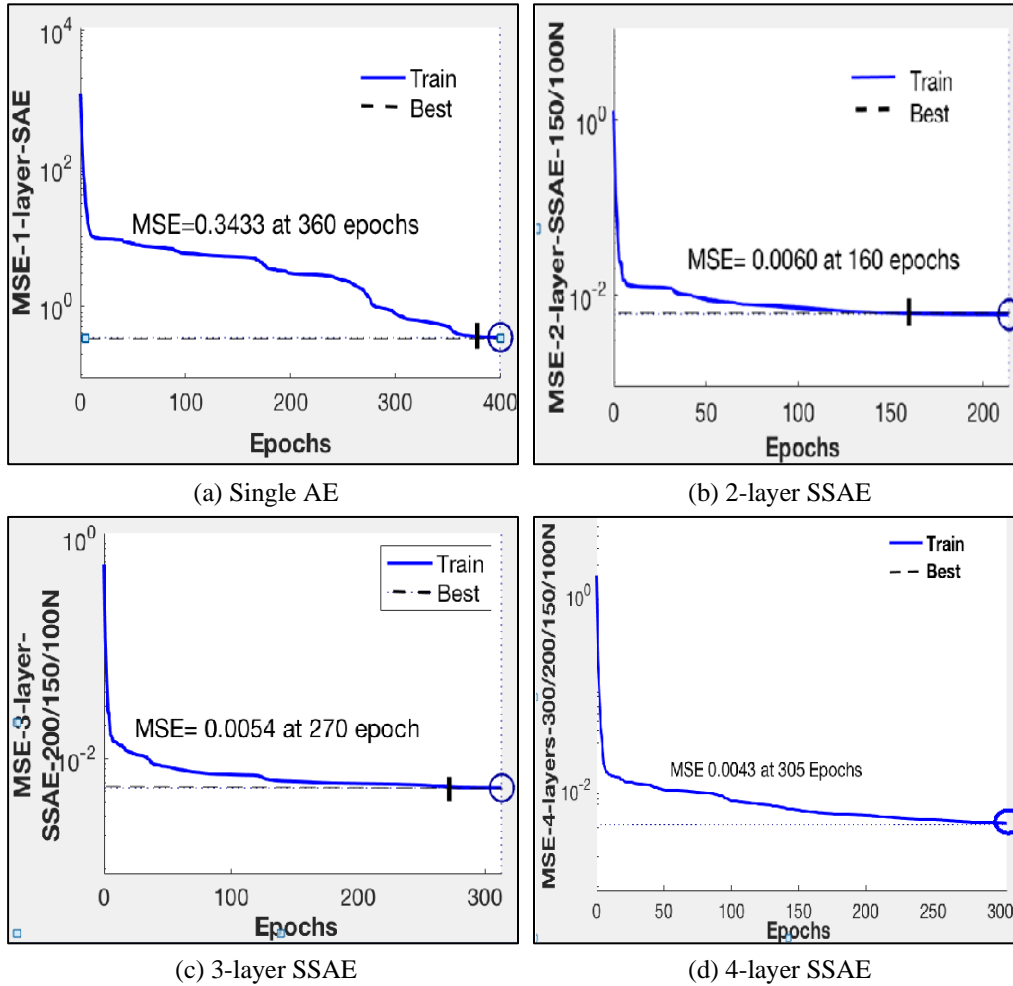 10^4
10^2
10^0
MSE-1-layer-SAE
Train
Best
MSE=0.3433 at 360 epochs
0 100 200 300 400
Epochs
(a) Single AE
10^0
10^-2
MSE-2-layer-SSAE-150/100N
Train
Best
MSE= 0.0060 at 160 epochs
0 50 100 150 200
Epochs
(b) 2-layer SSAE
10^0
10^-2
MSE-3-layer-
SSAE-200/150/100N
Train
Best
MSE= 0.0054 at 270 epoch
0 100 200 300
Epochs
(c) 3-layer SSAE
10^0
10^-2
MSE-4-layers-300/200/150/100N
Train
Best
MSE 0.0043 at 305 Epochs
0 50 100 150 200 250 300
Epochs
(d) 4-layer SSAE